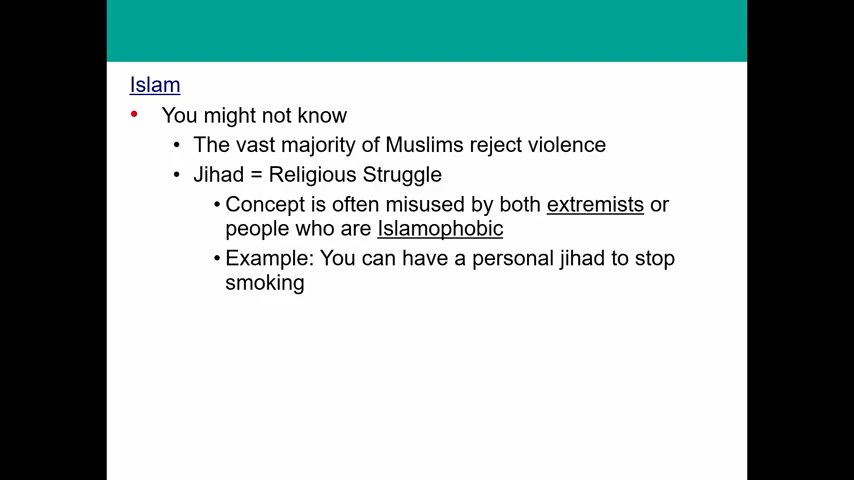 Islam
• You might not know
• The vast majority of Muslims reject violence
• Jihad = Religious Struggle
• Concept is often misused by both extremists or
people who are Islamophobic
• Example: You can have a personal jihad to stop
smoking